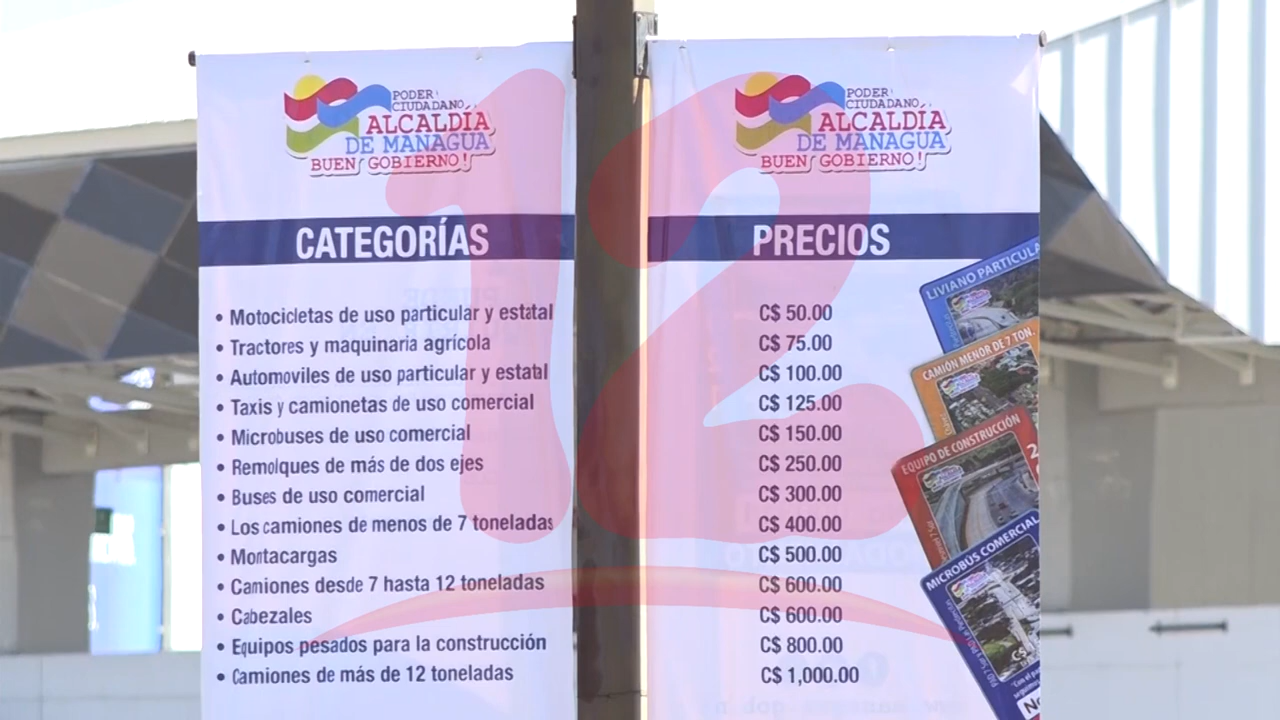 PODER
CIUDADANO
ALCALDÍA
DE MANAGUA
BUEN GOBIERNO!
CATEGORÍAS
• Motocicletas de uso particular y estatal
• Tractores y maquinaria agrícola
• Automoviles de uso particular y estatal
• Taxis y camionetas de uso comercial
• Microbuses de uso comercial
• Remolques de más de dos ejes
• Buses de uso comercial
• Los camiones de menos de 7 toneladas
• Montacargas
• Camiones desde 7 hasta 12 toneladas
• Cabezales
• Equipos pesados para la construcción
• Camiones de más de 12 toneladas
PODER
CIUDADANO
ALCALDÍA
DE MANAGUA
BUEN GOBIERNO!
PRECIOS
C$ 50.00
C$ 75.00
C$ 100.00
C$ 125.00
C$ 150.00
C$ 250.00
C$ 300.00
C$ 400.00
C$ 500.00
C$ 600.00
C$ 600.00
C$ 800.00
C$ 1,000.00
LIVIANO PARTICULA
CAMIÓN MENOR DE 7 TON.
EQUIPO DE CONSTRUCCIÓN
MICROBÚS COMERCIAL
12